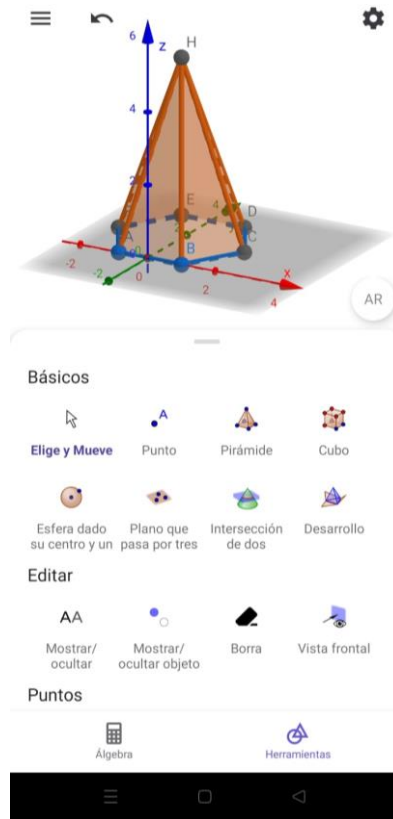 6
z
H
4
2
E
4
D
A
C
B
-2
-2
0
2
4
x
AR
Básicos
Elige y Mueve
Punto
Pirámide
Cubo
Esfera dado
su centro y un
Plano que
pasa por tres
Intersección
de dos
Desarrollo
Editar
AA
Mostrar/
ocultar
Mostrar/
ocultar objeto
Borra
Vista frontal
Puntos
Álgebra
Herramientas